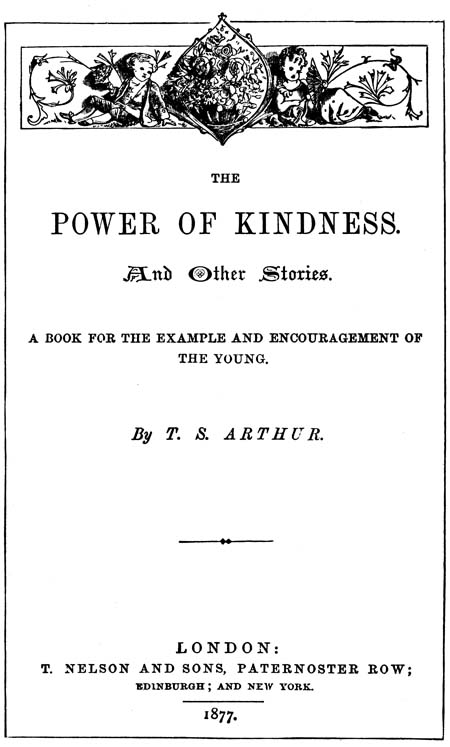 THE
POWER OF KINDNESS.
And Other Stories.
A BOOK FOR THE EXAMPLE AND ENCOURAGEMENT OF
THE YOUNG.
By T. S. ARTHUR.
LONDON:
T. NELSON AND SONS, PATERNOSTER ROW;
EDINBURGH; AND NEW YORK.
1877.